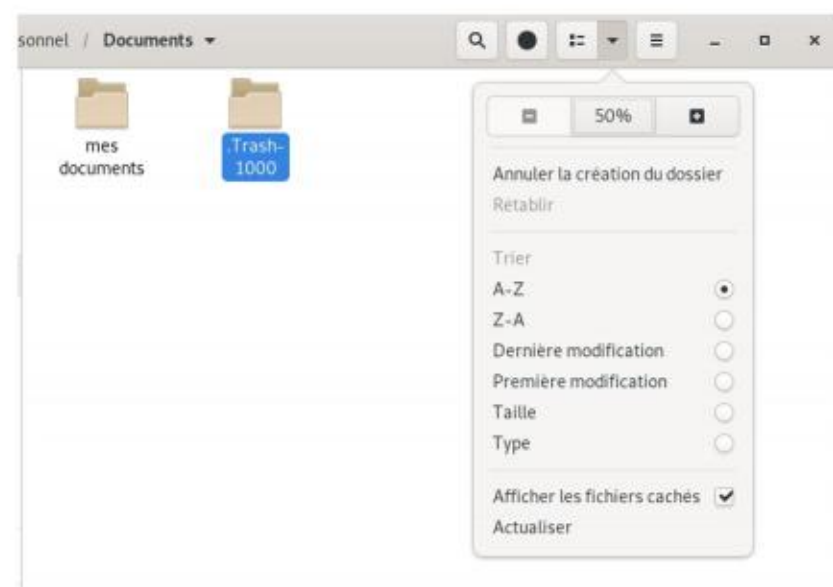 sonnel / Documents
mes
documents
.Trash-
1000
50%
Annuler la création du dossier
Rétablir
Trier
A-Z
Z-A
Dernière modification
Première modification
Taille
Type
Afficher les fichiers cachés
Actualiser